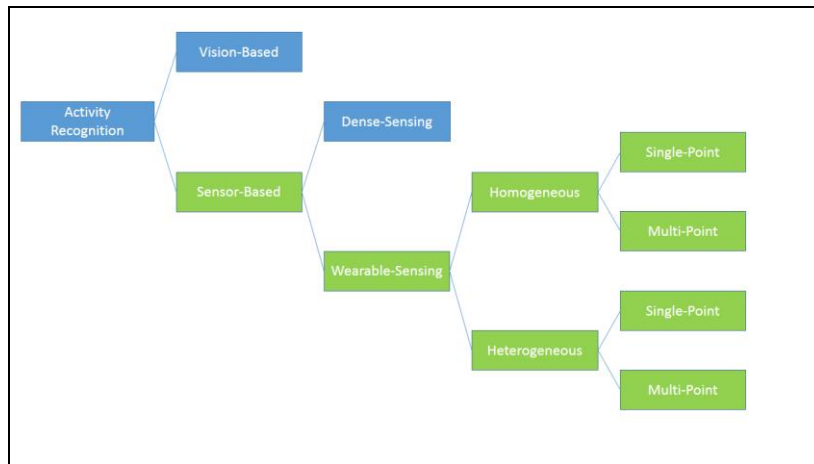 Vision-Based
Activity
Recognition
Dense-Sensing
Single-Point
Sensor-Based
Homogeneous
Multi-Point
Wearable-Sensing
Single-Point
Heterogeneous
Multi-Point